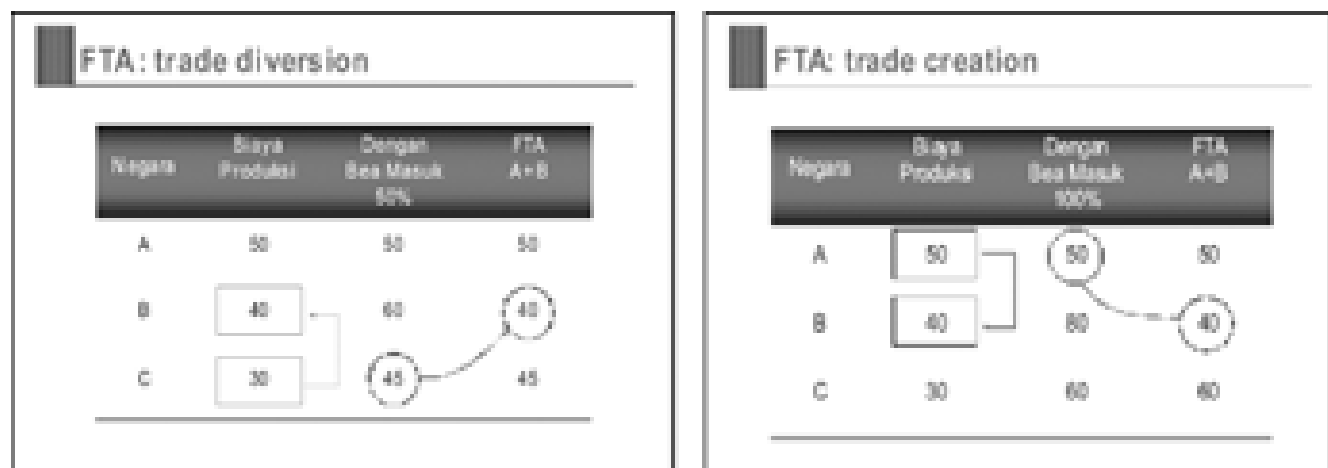 FTA: trade diversion
Negara Biaya Produksi Dengan Bea Masuk 50% FTA A+B
A 50 50 50
B 40 60 40
C 30 45 45
FTA: trade creation
Negara Biaya Produksi Dengan Bea Masuk 100% FTA A+B
A 50 50 50
B 40 80 40
C 30 60 60